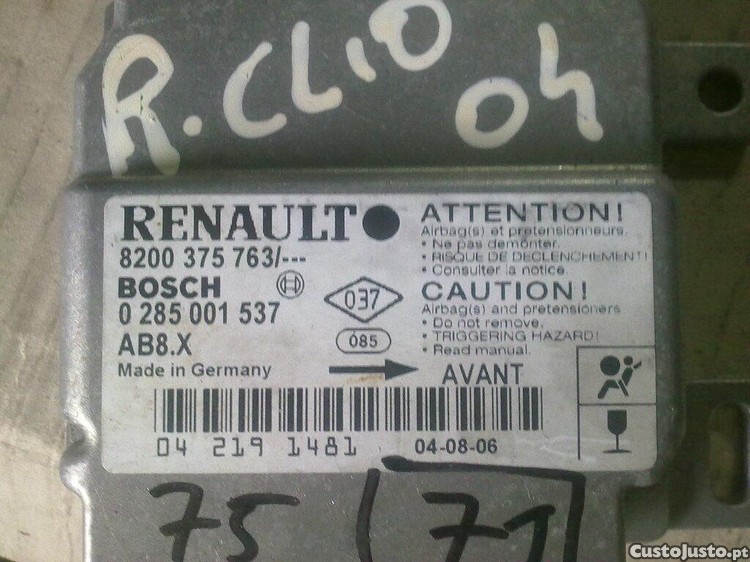 R.CLIO
04
RENAULT
8200 375 763/---
BOSCH
0 285 001 537
AB8.X
Made in Germany
037
085
ATTENTION!
Airbag(s) et pretensionneurs.
• Ne pas demonter.
• RISQUE DE DECLENCHEMENT!
• Consulter la notice.
CAUTION!
Airbag(s) and pretensioners
• Do not remove.
• TRIGGERING HAZARD!
• Read manual.
AVANT
04 219 1481
04-08-06
75 (71
CustoJusto.pt